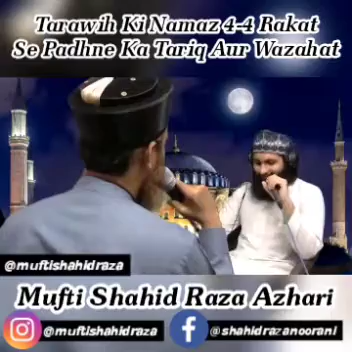 Tarawih Ki Namaz 4-4 Rakat
Se Padhne Ka Tariq Aur Wazahat
@muftishahidraza
Mufti Shahid Raza Azhari
@muftishahidraza
@shahidrazanoorani